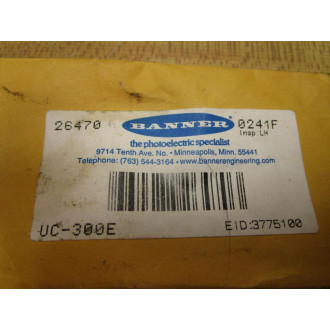 26470 BANNER 0241F
Insp:LH
the photoelectric specialist
9714 Tenth Ave. No. • Minneapolis, Minn. 55441
Telephone: (763) 544-3164 • www.bannerengineering.com
UC-300E EID:3775100